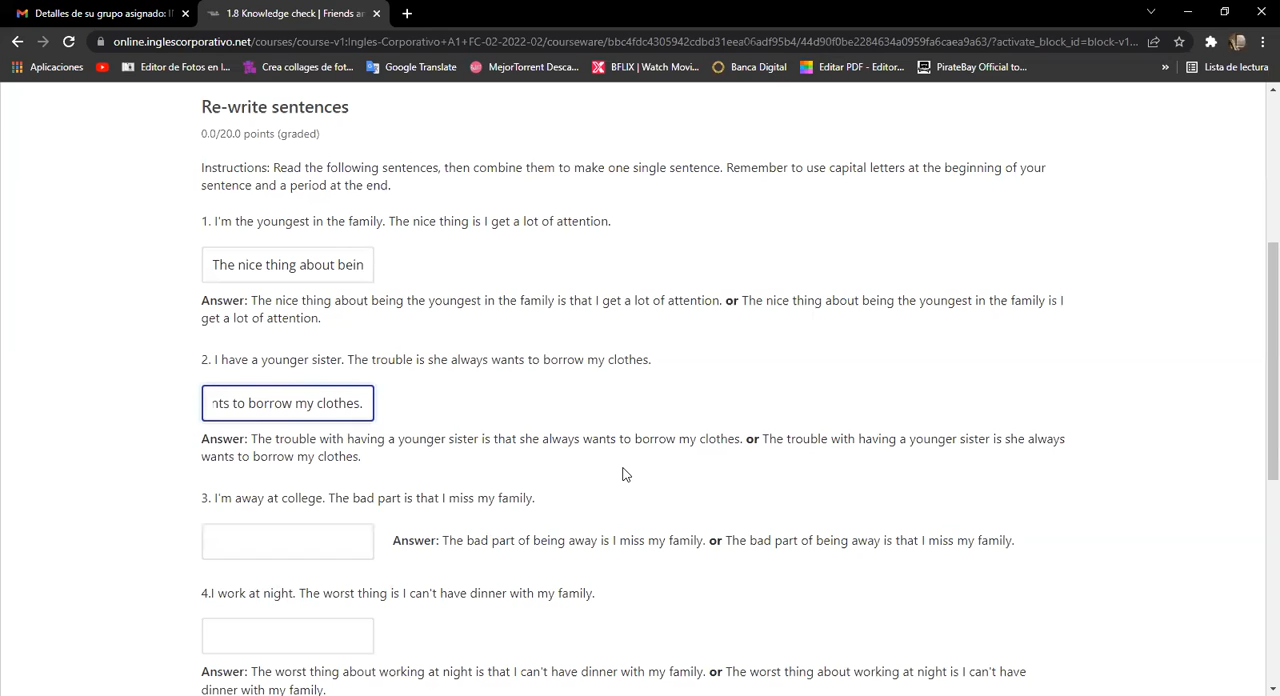 Detalles de su grupo asignado: I
1.8 Knowledge check | Friends ar
online.inglescorporativo.net/courses/course-v1:Ingles-Corporativo+A1+FC-02-2022-02/courseware/bbc4fdc4305942cdbd31eea06adf95b4/44d90f0be2284634a0959fa6caea9a63/?activate_block_id=block-v1...
Aplicaciones
Editor de Fotos en l...
Crea collages de fot...
Google Translate
MejorTorrent Desca...
BFLIX | Watch Movi...
Banca Digital
Editar PDF - Editor...
PirateBay Official to...
»
Lista de lectura
Re-write sentences
0.0/20.0 points (graded)
Instructions: Read the following sentences, then combine them to make one single sentence. Remember to use capital letters at the beginning of your
sentence and a period at the end.
1. I'm the youngest in the family. The nice thing is I get a lot of attention.
The nice thing about bein
Answer: The nice thing about being the youngest in the family is that I get a lot of attention. or The nice thing about being the youngest in the family is I
get a lot of attention.
2. I have a younger sister. The trouble is she always wants to borrow my clothes.
nts to borrow my clothes.
Answer: The trouble with having a younger sister is that she always wants to borrow my clothes. or The trouble with having a younger sister is she always
wants to borrow my clothes.
3. I'm away at college. The bad part is that I miss my family.
Answer: The bad part of being away is I miss my family. or The bad part of being away is that I miss my family.
4.I work at night. The worst thing is I can't have dinner with my family.
Answer: The worst thing about working at night is that I can't have dinner with my family. or The worst thing about working at night is I can't have
dinner with my family.